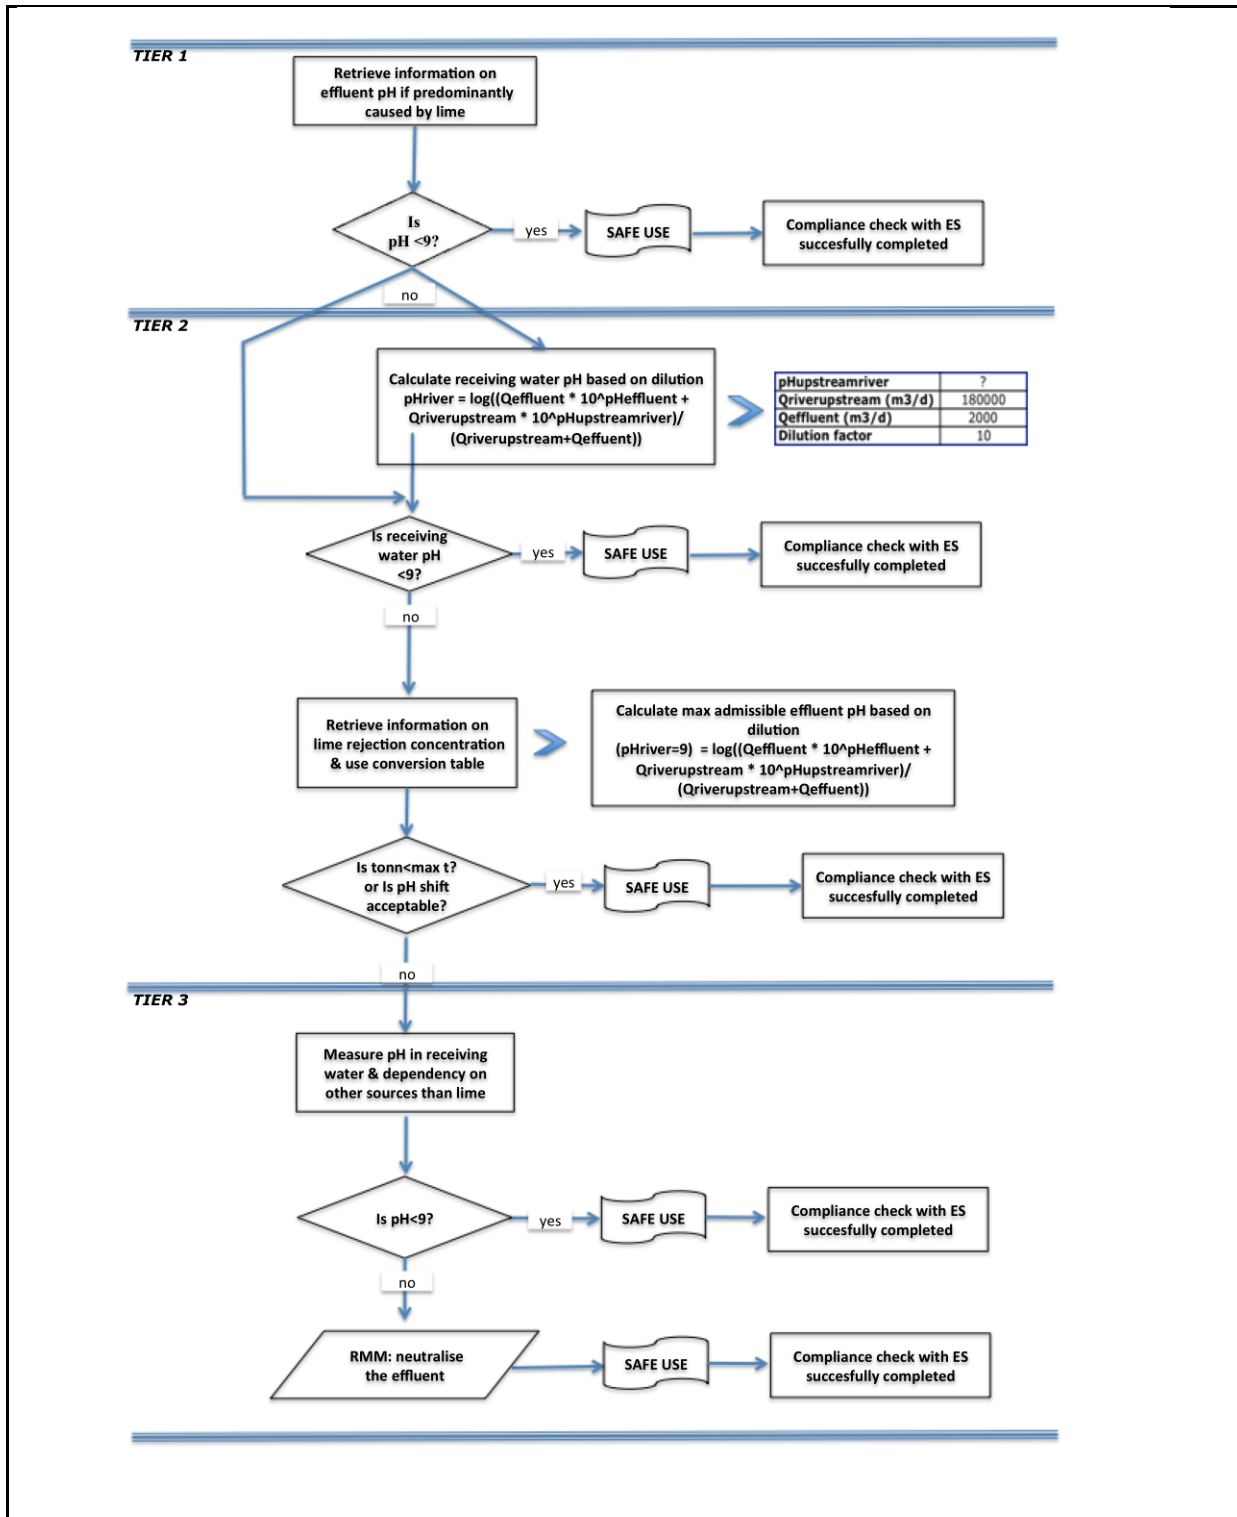 TIER 1
Retrieve information on
effluent pH if predominantly
caused by lime
Is
pH <9?
yes
SAFE USE
Compliance check with ES
succesfully completed
no
TIER 2
Calculate receiving water pH based on dilution
pHriver = log((Qeffluent * 10^pHeffluent +
Qriverupstream * 10^pHupstreamriver)/
(Qriverupstream+Qeffuent))
pHupstreamriver ?
Qriverupstream (m3/d) 180000
Qeffluent (m3/d) 2000
Dilution factor 10
Is receiving
water pH
<9?
yes
SAFE USE
Compliance check with ES
succesfully completed
no
Retrieve information on
lime rejection concentration
& use conversion table
Calculate max admissible effluent pH based on
dilution
(pHriver=9) = log((Qeffluent * 10^pHeffluent +
Qriverupstream * 10^pHupstreamriver)/
(Qriverupstream+Qeffuent))
Is tonn<max t?
or Is pH shift
acceptable?
yes
SAFE USE
Compliance check with ES
succesfully completed
no
TIER 3
Measure pH in receiving
water & dependency on
other sources than lime
Is pH<9?
yes
SAFE USE
Compliance check with ES
succesfully completed
no
RMM: neutralise
the effluent
SAFE USE
Compliance check with ES
succesfully completed